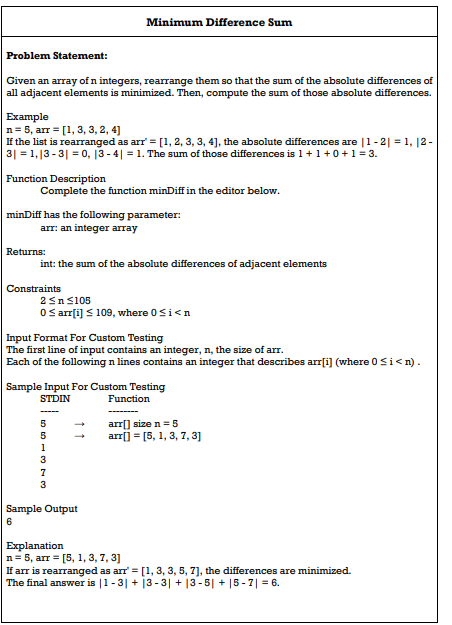 Minimum Difference Sum
Problem Statement:
Given an array of n integers, rearrange them so that the sum of the absolute differences of
all adjacent elements is minimized. Then, compute the sum of those absolute differences.
Example
n = 5, arr = [1, 3, 3, 2, 4]
If the list is rearranged as arr' = [1, 2, 3, 3, 4], the absolute differences are |1 - 2| = 1, |2 -
3| = 1, |3 - 3| = 0, |3 - 4| = 1. The sum of those differences is 1 + 1 + 0 + 1 = 3.
Function Description
Complete the function minDiff in the editor below.
minDiff has the following parameter:
arr: an integer array
Returns:
int: the sum of the absolute differences of adjacent elements
Constraints
2 ≤ n ≤105
0 ≤ arr[i] ≤ 109, where 0 ≤ i < n
Input Format For Custom Testing
The first line of input contains an integer, n, the size of arr.
Each of the following n lines contains an integer that describes arr[i] (where 0 ≤ i < n) .
Sample Input For Custom Testing
STDIN Function
----- --------
5 → arr[] size n = 5
5 → arr[] = [5, 1, 3, 7, 3]
1
3
7
3
Sample Output
6
Explanation
n = 5, arr = [5, 1, 3, 7, 3]
If arr is rearranged as arr' = [1, 3, 3, 5, 7], the differences are minimized.
The final answer is |1 - 3| + |3 - 3| + |3 - 5| + |5 - 7| = 6.